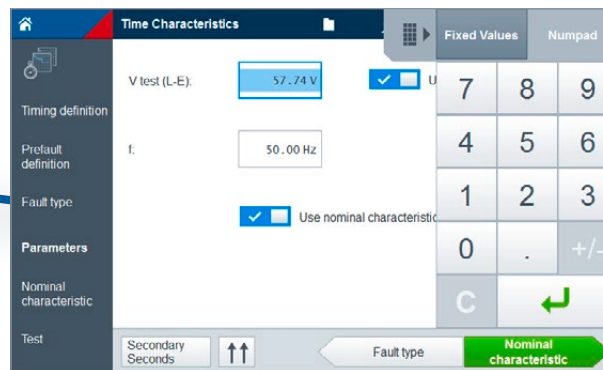 Time Characteristics
Fixed Values
Numpad
Timing definition
Prefault
definition
Fault type
Parameters
Nominal
characteristic
Test
V test (L-E):
57.74 V
U
f:
50.00 Hz
Use nominal characteristic
7 8 9
4 5 6
1 2 3
0 . +/-
C
Secondary
Seconds
Fault type
Nominal
characteristic